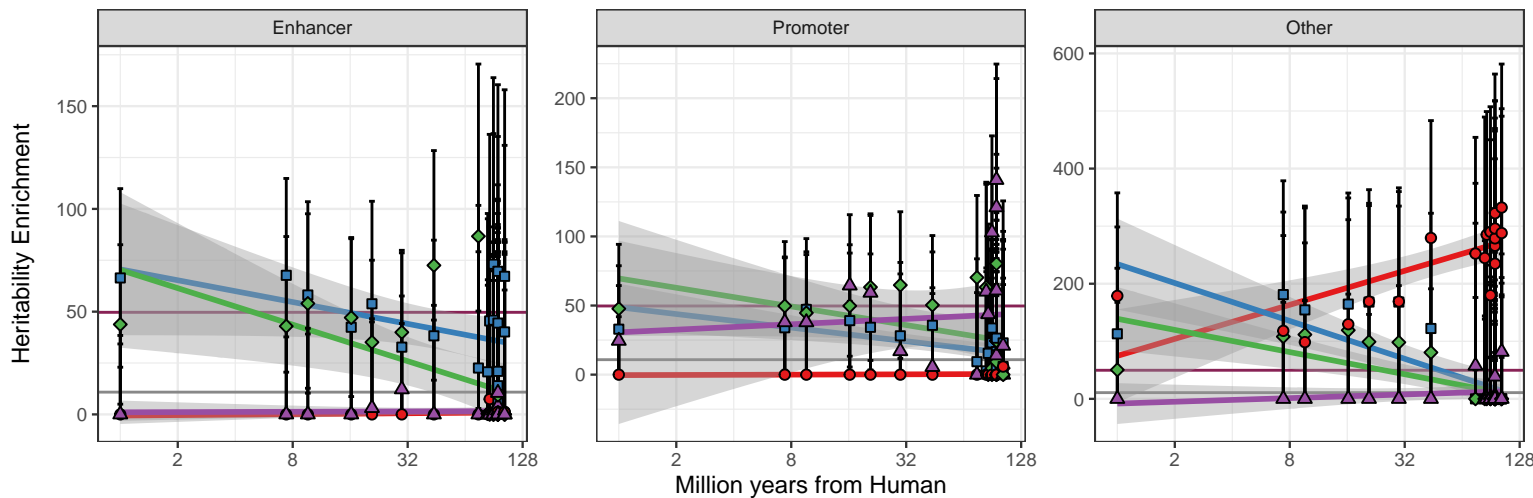 Enhancer Promoter Other
Heritability Enrichment
150
100
50
0
200
150
100
50
0
600
400
200
0
2 8 32 128
2 8 32 128
2 8 32 128
Million years from Human